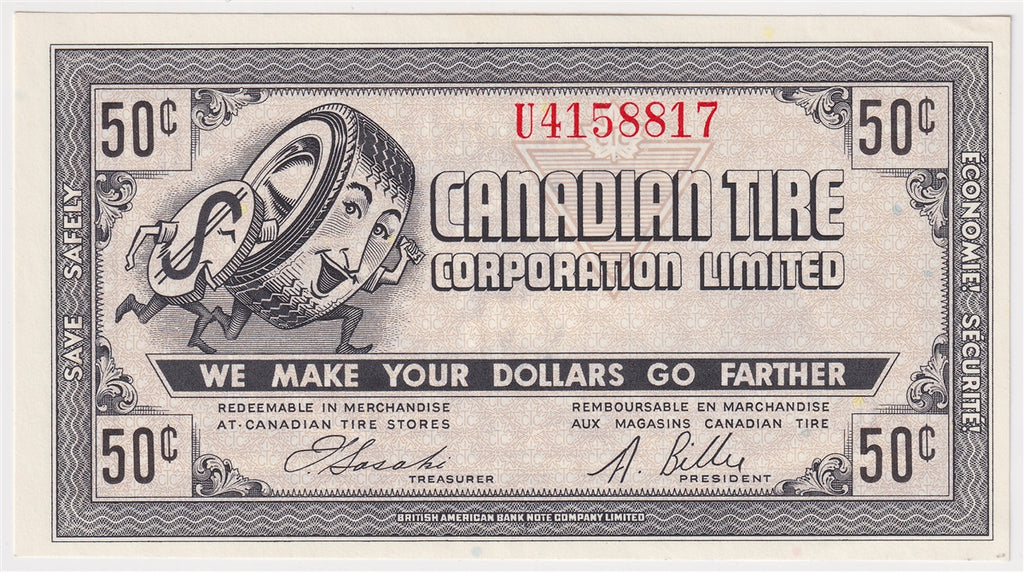 50¢
U4158817
50¢
CANADIAN TIRE
CORPORATION LIMITED
SAVE SAFELY
ÉCONOMIE! SÉCURITÉ!
$
WE MAKE YOUR DOLLARS GO FARTHER
REDEEMABLE IN MERCHANDISE
AT·CANADIAN TIRE STORES
REMBOURSABLE EN MARCHANDISE
AUX MAGASINS CANADIAN TIRE
50¢
TREASURER
PRESIDENT
50¢
BRITISH AMERICAN BANK NOTE COMPANY LIMITED